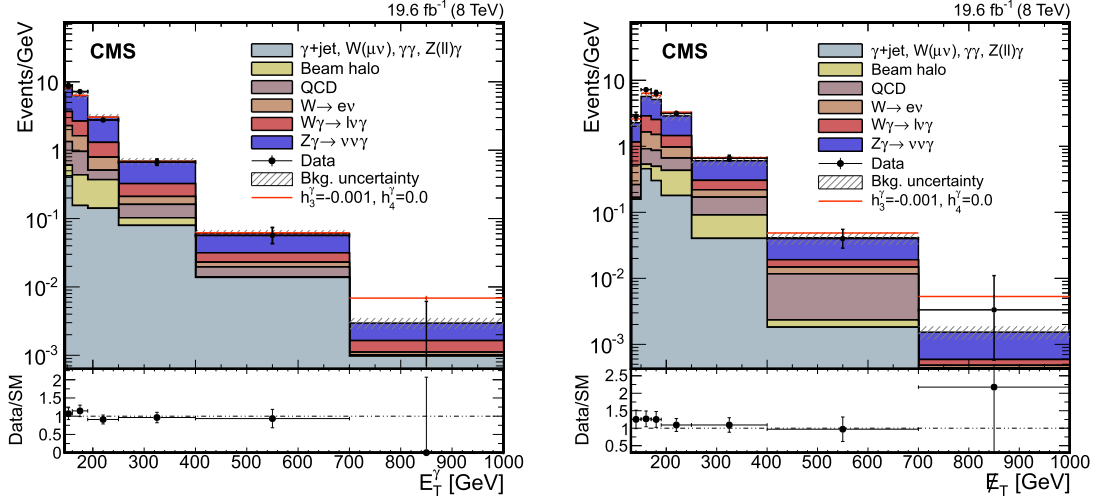 19.6 fb⁻¹ (8 TeV)
CMS
Events/GeV
10
1
10⁻¹
10⁻²
10⁻³
γ+jet, W(μν), γγ, Z(ll)γ
Beam halo
QCD
W→ eν
Wγ→ lνγ
Zγ→ ννγ
Data
Bkg. uncertainty
h₃^γ=-0.001, h₄^γ=0.0
Data/SM
2
1.5
1
0.5
0
200 300 400 500 600 700 800 900 1000
E_T^γ [GeV]
19.6 fb⁻¹ (8 TeV)
CMS
Events/GeV
10
1
10⁻¹
10⁻²
10⁻³
γ+jet, W(μν), γγ, Z(ll)γ
Beam halo
QCD
W→ eν
Wγ→ lνγ
Zγ→ ννγ
Data
Bkg. uncertainty
h₃^γ=-0.001, h₄^γ=0.0
Data/SM
2.5
2
1.5
1
0.5
200 300 400 500 600 700 800 900 1000
E̸_T [GeV]